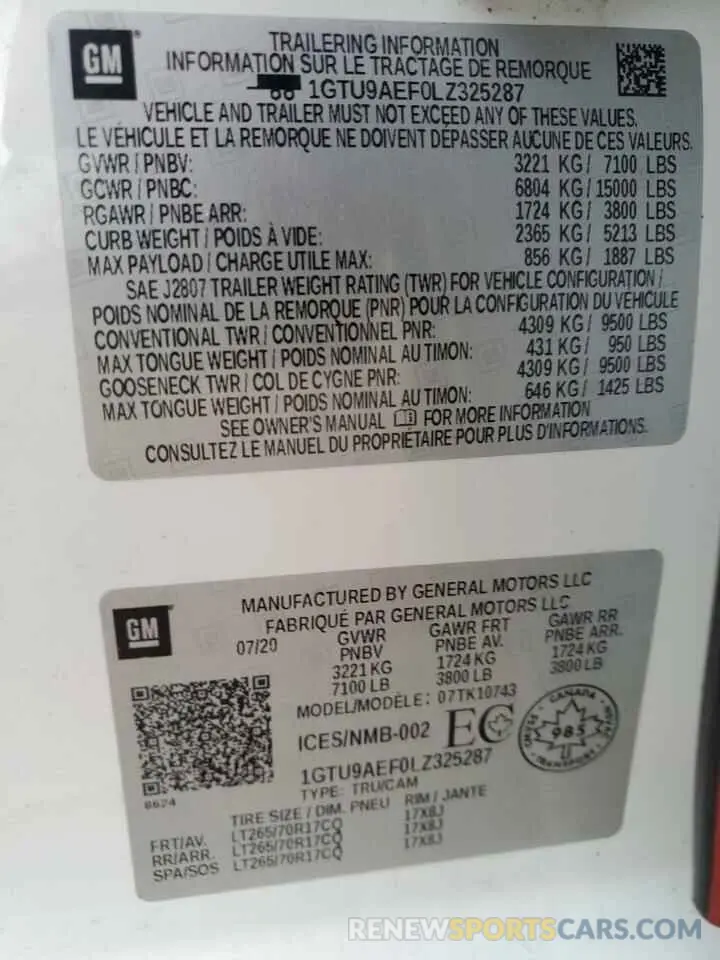 GM
TRAILERING INFORMATION
INFORMATION SUR LE TRACTAGE DE REMORQUE
1GTU9AEF0LZ325287
VEHICLE AND TRAILER MUST NOT EXCEED ANY OF THESE VALUES.
LE VÉHICULE ET LA REMORQUE NE DOIVENT DÉPASSER AUCUNE DE CES VALEURS.
GVWR / PNBV: 3221 KG / 7100 LBS
GCWR / PNBC: 6804 KG / 15000 LBS
RGAWR / PNBE ARR: 1724 KG / 3800 LBS
CURB WEIGHT / POIDS À VIDE: 2365 KG / 5213 LBS
MAX PAYLOAD / CHARGE UTILE MAX: 856 KG / 1887 LBS
SAE J2807 TRAILER WEIGHT RATING (TWR) FOR VEHICLE CONFIGURATION /
POIDS NOMINAL DE LA REMORQUE (PNR) POUR LA CONFIGURATION DU VÉHICULE
CONVENTIONAL TWR / CONVENTIONNEL PNR: 4309 KG / 9500 LBS
MAX TONGUE WEIGHT / POIDS NOMINAL AU TIMON: 431 KG / 950 LBS
GOOSENECK TWR / COL DE CYGNE PNR: 4309 KG / 9500 LBS
MAX TONGUE WEIGHT / POIDS NOMINAL AU TIMON: 646 KG / 1425 LBS
SEE OWNER'S MANUAL FOR MORE INFORMATION
CONSULTEZ LE MANUEL DU PROPRIÉTAIRE POUR PLUS D'INFORMATIONS.
GM
MANUFACTURED BY GENERAL MOTORS LLC
FABRIQUÉ PAR GENERAL MOTORS LLC
07/20 GVWR GAWR FRT GAWR RR
PNBV PNBE AV. PNBE ARR.
3221 KG 1724 KG 1724 KG
7100 LB 3800 LB 3800 LB
MODEL/MODÈLE: 07TK10743
ICES/NMB-002 EC CANADA 985 TRANSPORT
1GTU9AEF0LZ325287
TYPE: TRU/CAM
8624
TIRE SIZE / DIM. PNEU RIM / JANTE
FRT/AV. LT265/70R17CQ 17X8J
RR/ARR. LT265/70R17CQ 17X8J
SPA/SOS LT265/70R17CQ 17X8J
RENEWSPORTSCARS.COM